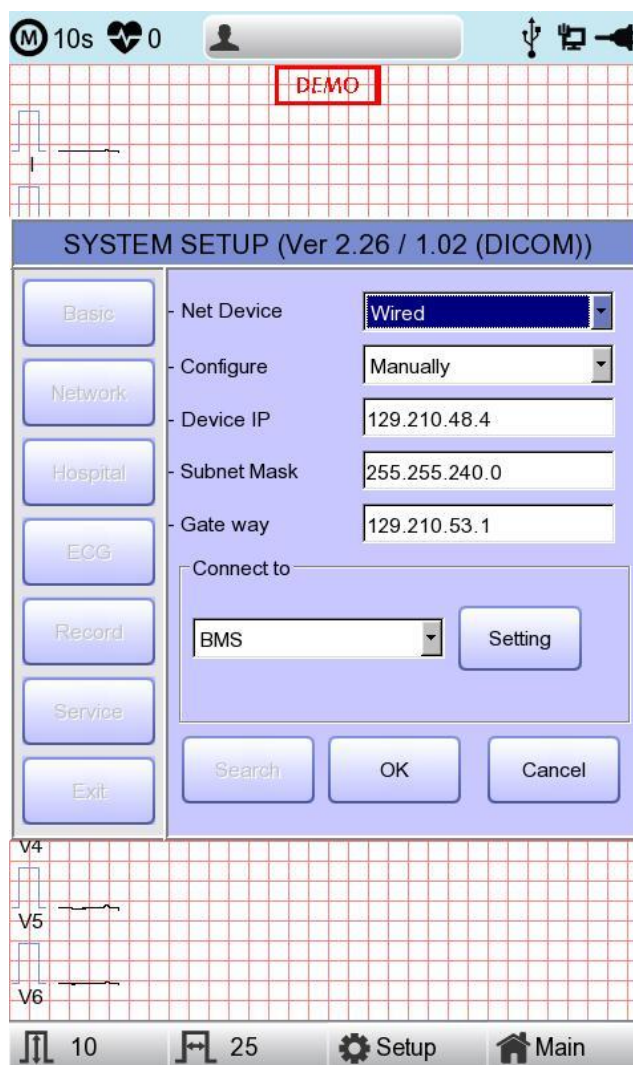 M 10s 0
DEMO
I
SYSTEM SETUP (Ver 2.26 / 1.02 (DICOM))
Basic
Network
Hospital
ECG
Record
Service
Exit
- Net Device Wired
- Configure Manually
- Device IP 129.210.48.4
- Subnet Mask 255.255.240.0
- Gate way 129.210.53.1
Connect to
BMS Setting
Search OK Cancel
V4
V5
V6
10 25 Setup Main